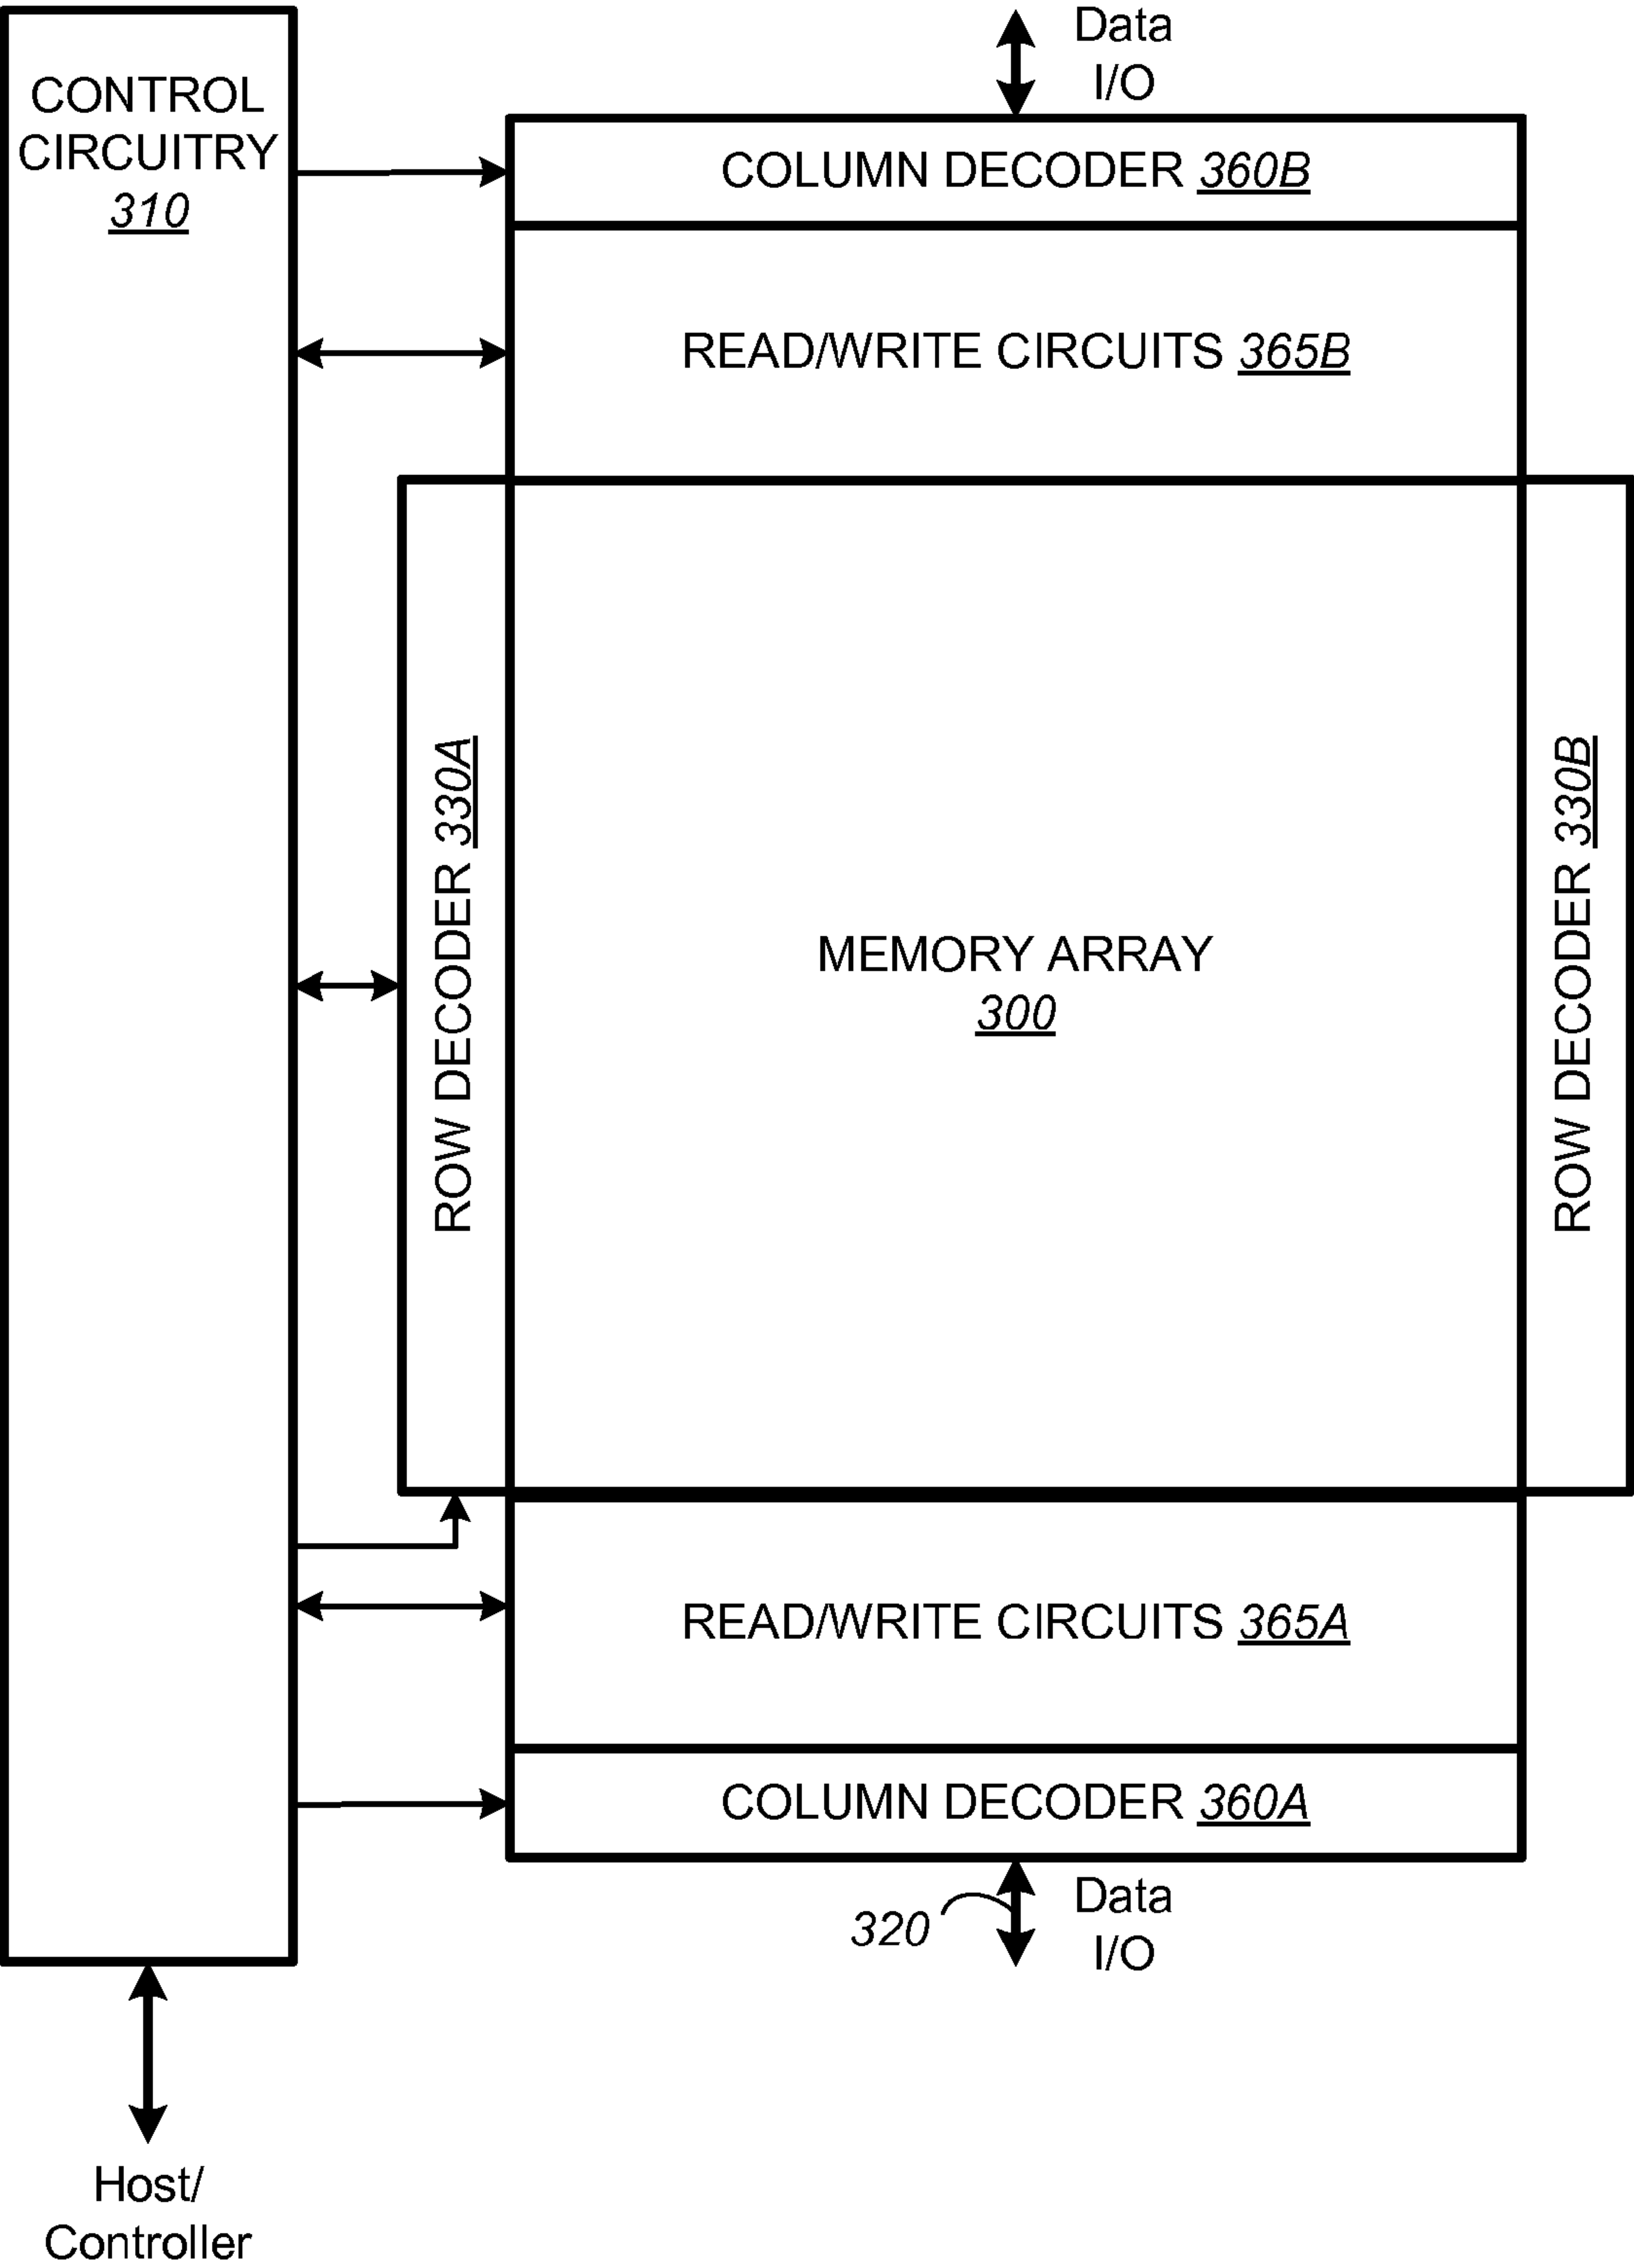 CONTROL
CIRCUITRY
310
Data
I/O
COLUMN DECODER 360B
READ/WRITE CIRCUITS 365B
ROW DECODER 330A
MEMORY ARRAY
300
ROW DECODER 330B
READ/WRITE CIRCUITS 365A
COLUMN DECODER 360A
320
Data
I/O
Host/
Controller